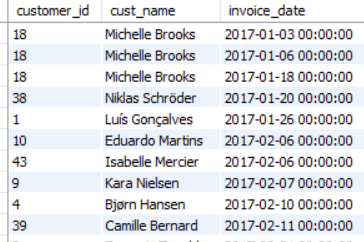 customer_id cust_name invoice_date
18 Michelle Brooks 2017-01-03 00:00:00
18 Michelle Brooks 2017-01-06 00:00:00
18 Michelle Brooks 2017-01-18 00:00:00
38 Niklas Schröder 2017-01-20 00:00:00
1 Luís Gonçalves 2017-01-26 00:00:00
10 Eduardo Martins 2017-02-06 00:00:00
43 Isabelle Mercier 2017-02-06 00:00:00
9 Kara Nielsen 2017-02-07 00:00:00
4 Bjørn Hansen 2017-02-10 00:00:00
39 Camille Bernard 2017-02-11 00:00:00